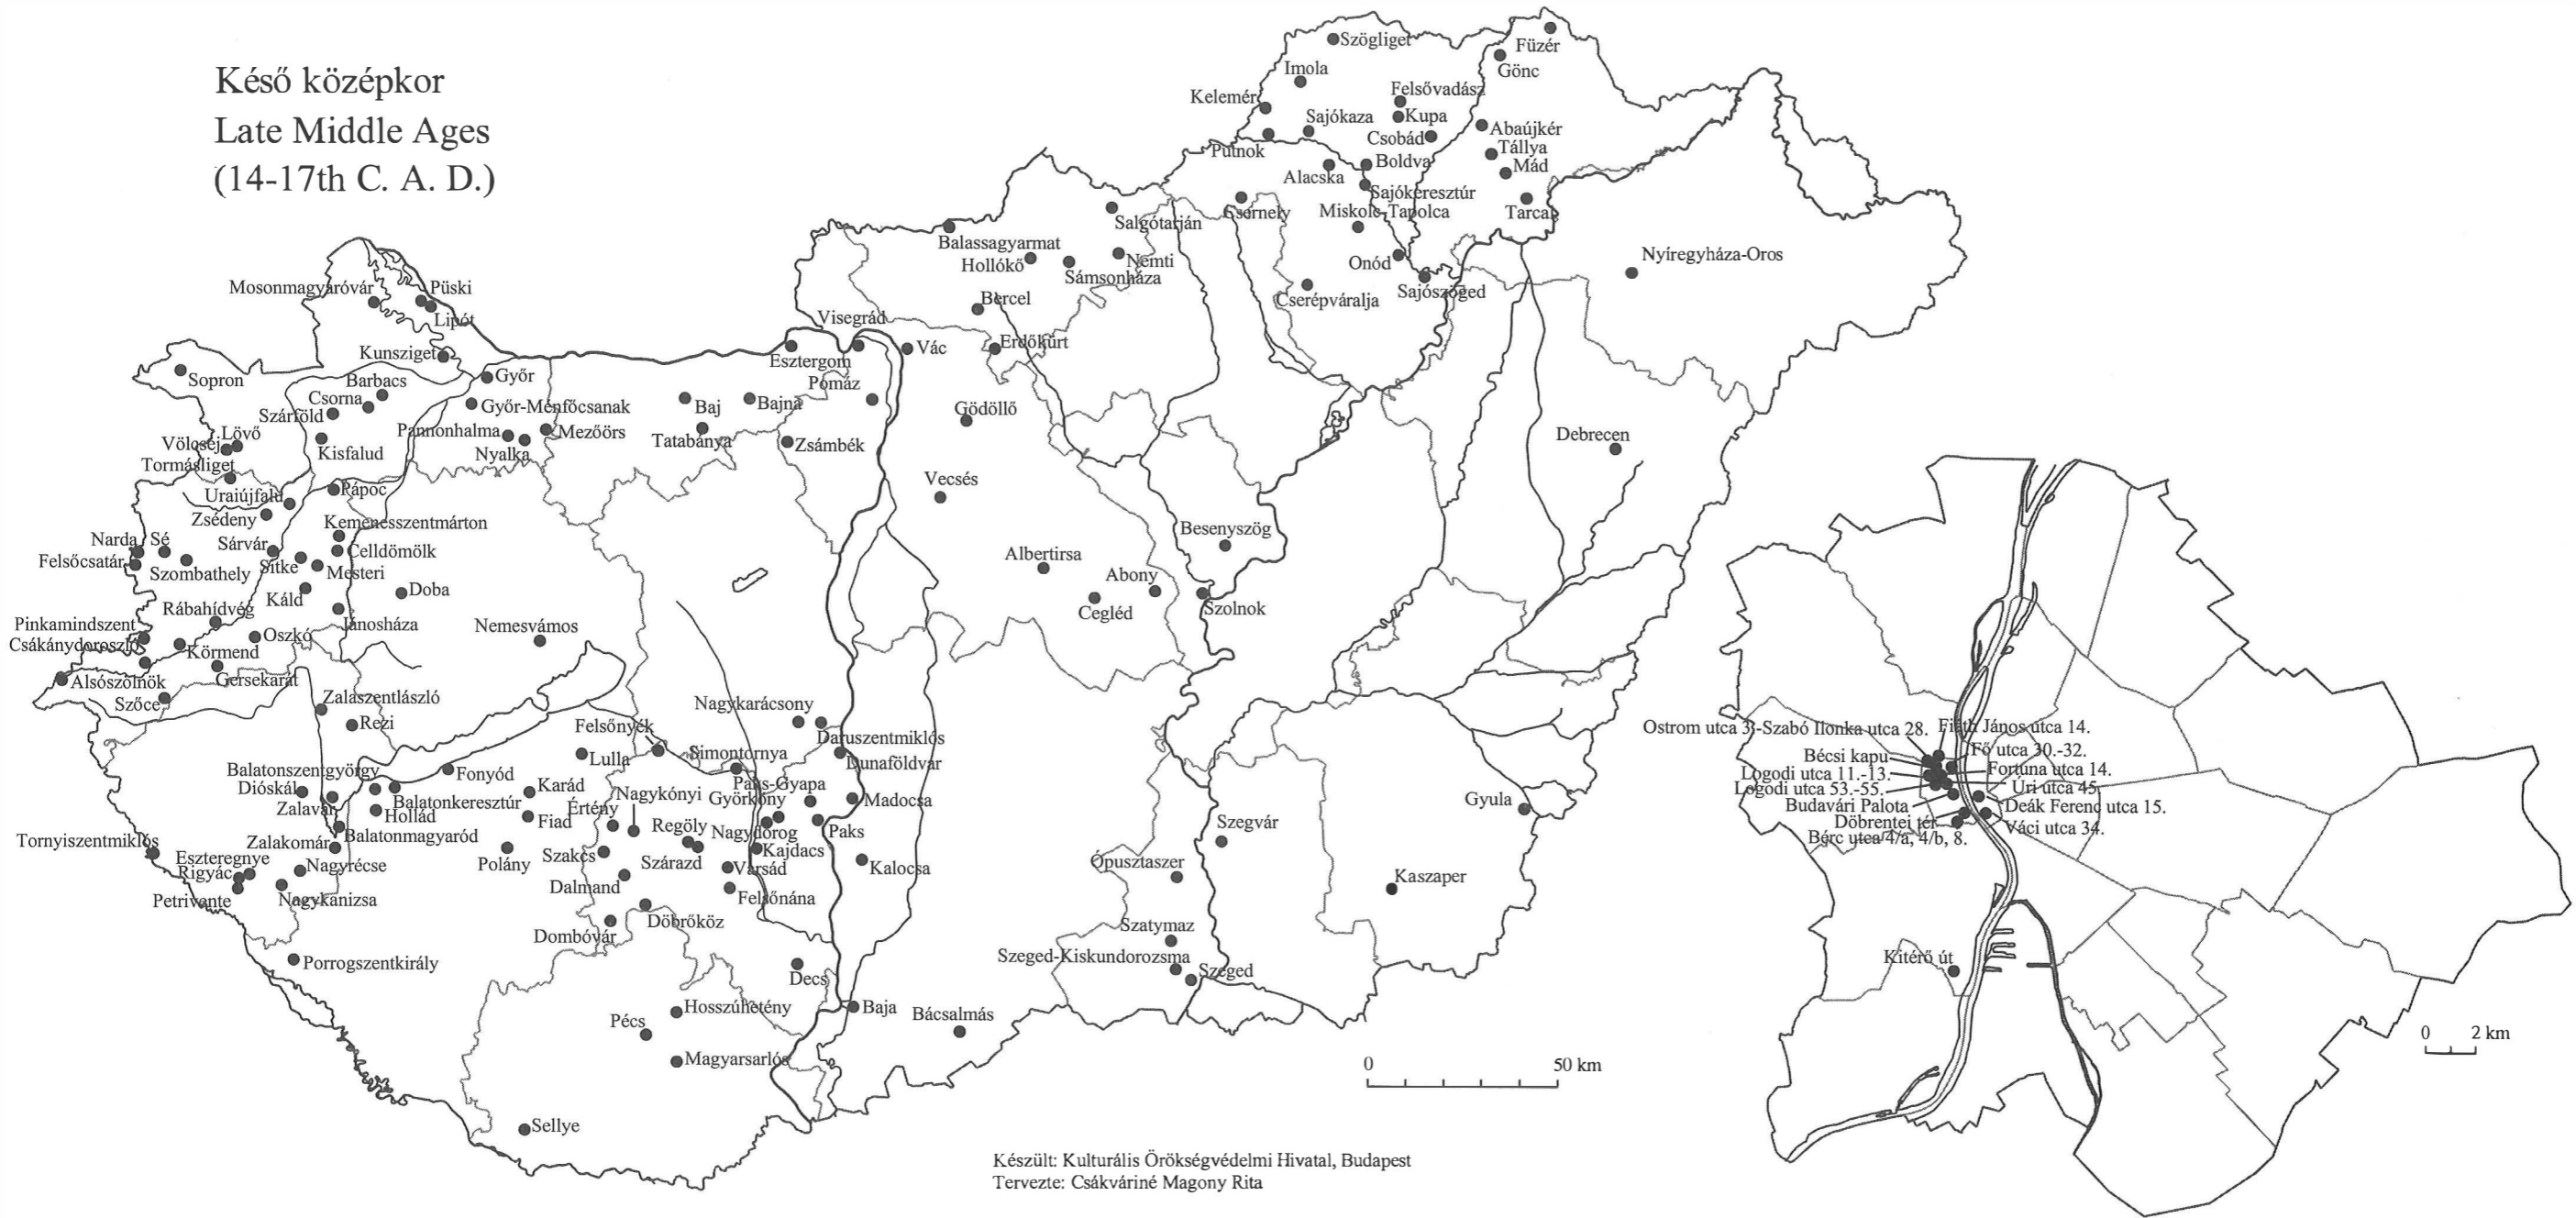 Késő középkor
Late Middle Ages
(14-17th C. A. D.)
Szögliget
Füzér
Gönc
Imola
Kelemér
Felsővadász
Kupa
Sajókaza
Csobád
Abaújkér
Tállya
Mád
Putnok
Boldva
Alacska
Sajókeresztúr
Csernely
Miskolc-Tapolca
Tarcal
Salgótarján
Balassagyarmat
Hollókő
Nemti
Sámsonháza
Onód
Nyíregyháza-Oros
Cserépváralja
Sajószöged
Bercel
Mosonmagyaróvár
Püski
Lipót
Visegrád
Kunsziget
Esztergom
Vác
Erdőkürt
Sopron
Győr
Barbacs
Csorna
Szárföld
Győr-Ménfőcsanak
Pomáz
Baj
Bajna
Gödöllő
Pannonhalma
Mezőörs
Tatabánya
Zsámbék
Lövő
Völcsej
Kisfalud
Nyalka
Debrecen
Tormásliget
Vecsés
Uraiújfalu
Pápoc
Zsédeny
Kemenesszentmárton
Besenyszög
Narda
Sé
Sárvár
Celldömölk
Felsőcsatár
Szombathely
Sitke
Mesteri
Albertirsa
Abony
Káld
Doba
Cegléd
Szolnok
Rábahídvég
Jánosháza
Pinkamindszent
Csákánydoroszló
Oszkó
Nemesvámos
Körmend
Gersekarát
Alsószölnök
Szőce
Zalaszentlászló
Rezi
Nagykarácsony
Felsőnyék
Daruszentmiklós
Simontornya
Dunaföldvár
Lulla
Balatonszentgyörgy
Fonyód
Dióskál
Karád
Paks-Gyapa
Zalavár
Balatonkeresztúr
Nagykónyi
Györköny
Madocsa
Hollád
Értény
Fiad
Regöly
Nagydorog
Paks
Tornyiszentmiklós
Zalakomár
Balatonmagyaród
Kajdacs
Eszteregnye
Nagyrécse
Polány
Szakcs
Szárazd
Varsád
Kalocsa
Rigyác
Petrivente
Nagykanizsa
Dalmand
Felsőnána
Döbrőköz
Dombóvár
Porrogszentkirály
Decs
Hosszúhetény
Baja
Bácsalmás
Pécs
Magyarsarlós
Sellye
Gyula
Szegvár
Ópusztaszer
Kaszaper
Szatymaz
Szeged-Kiskundorozsma
Szeged
0 50 km
Ostrom utca 3.-Szabó Ilonka utca 28.
Fiáth János utca 14.
Bécsi kapu
Fő utca 30.-32.
Logodi utca 11.-13.
Fortuna utca 14.
Logodi utca 53.-55.
Úri utca 45.
Budavári Palota
Deák Ferenc utca 15.
Döbrentei tér
Váci utca 34.
Bérc utca 4/a, 4/b, 8.
Kitérő út
0 2 km
Készült: Kulturális Örökségvédelmi Hivatal, Budapest
Tervezte: Csákváriné Magony Rita